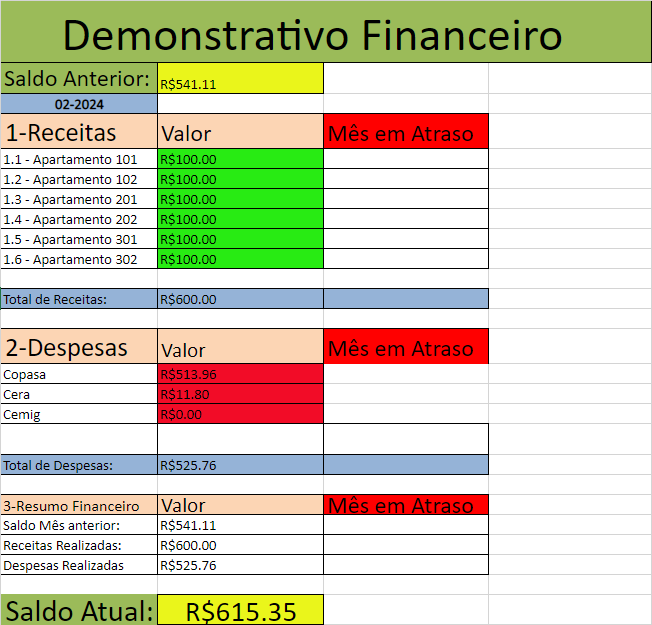 Demonstrativo Financeiro
Saldo Anterior: R$541.11
02-2024
1-Receitas Valor Mês em Atraso
1.1 - Apartamento 101 R$100.00
1.2 - Apartamento 102 R$100.00
1.3 - Apartamento 201 R$100.00
1.4 - Apartamento 202 R$100.00
1.5 - Apartamento 301 R$100.00
1.6 - Apartamento 302 R$100.00
Total de Receitas: R$600.00
2-Despesas Valor Mês em Atraso
Copasa R$513.96
Cera R$11.80
Cemig R$0.00
Total de Despesas: R$525.76
3-Resumo Financeiro Valor Mês em Atraso
Saldo Mês anterior: R$541.11
Receitas Realizadas: R$600.00
Despesas Realizadas R$525.76
Saldo Atual: R$615.35